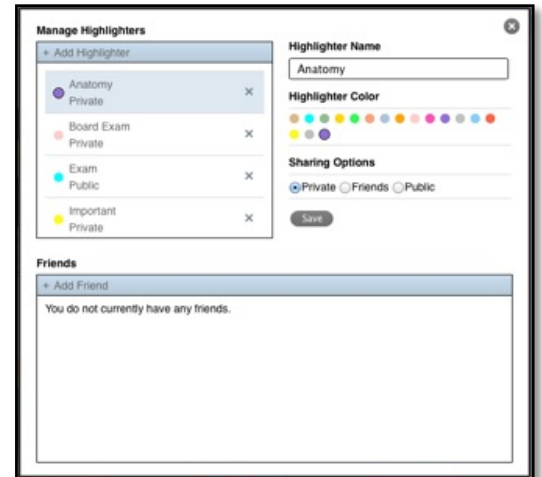 Manage Highlighters
+ Add Highlighter
Anatomy
Private
Board Exam
Private
Exam
Public
Important
Private
Highlighter Name
Anatomy
Highlighter Color
Sharing Options
Private Friends Public
Save
Friends
+ Add Friend
You do not currently have any friends.